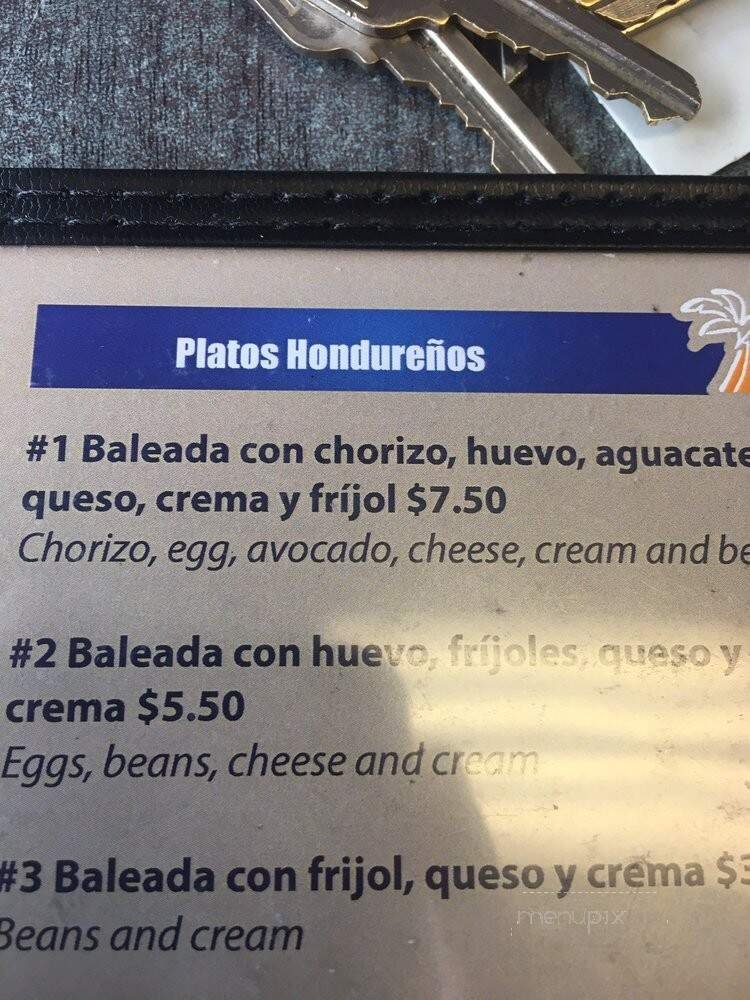 Platos Hondureños
#1 Baleada con chorizo, huevo, aguacate
queso, crema y fríjol $7.50
Chorizo, egg, avocado, cheese, cream and be
#2 Baleada con huevo, fríjoles, queso y
crema $5.50
Eggs, beans, cheese and cream
#3 Baleada con frijol, queso y crema $3
Beans and cream
menupix